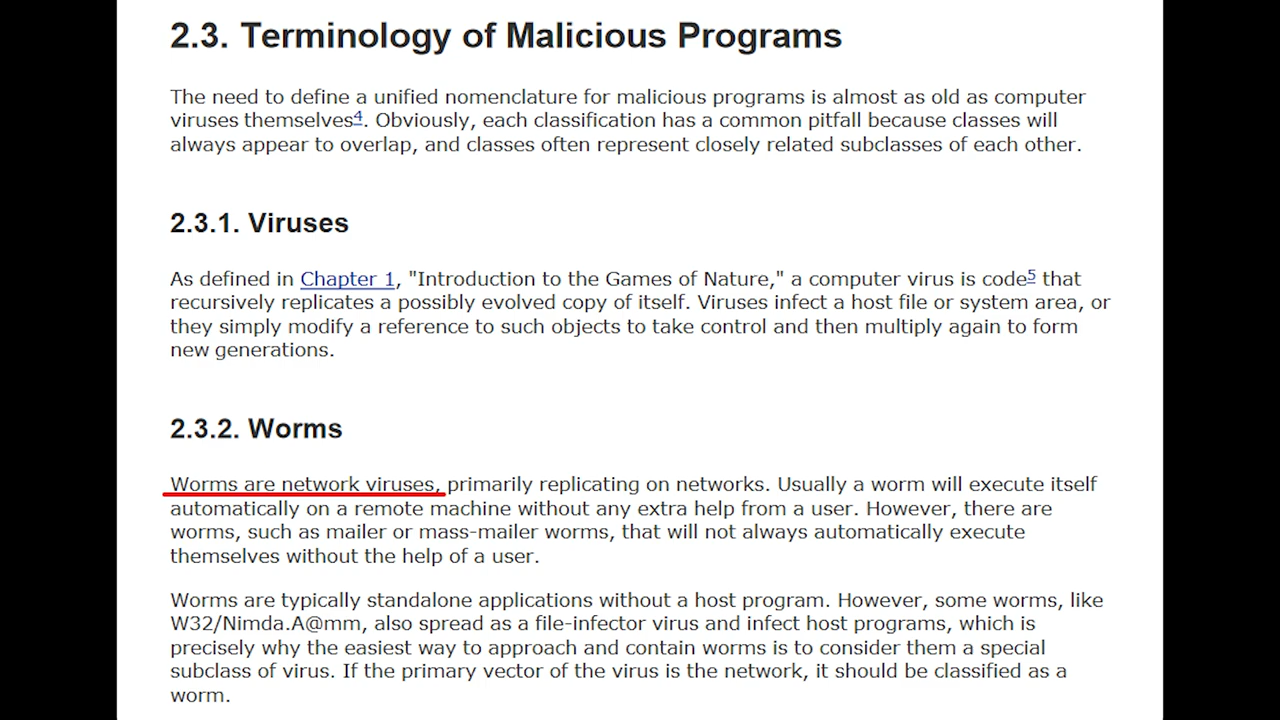 2.3. Terminology of Malicious Programs
The need to define a unified nomenclature for malicious programs is almost as old as computer
viruses themselves4. Obviously, each classification has a common pitfall because classes will
always appear to overlap, and classes often represent closely related subclasses of each other.
2.3.1. Viruses
As defined in Chapter 1, "Introduction to the Games of Nature," a computer virus is code5 that
recursively replicates a possibly evolved copy of itself. Viruses infect a host file or system area, or
they simply modify a reference to such objects to take control and then multiply again to form
new generations.
2.3.2. Worms
Worms are network viruses, primarily replicating on networks. Usually a worm will execute itself
automatically on a remote machine without any extra help from a user. However, there are
worms, such as mailer or mass-mailer worms, that will not always automatically execute
themselves without the help of a user.
Worms are typically standalone applications without a host program. However, some worms, like
W32/Nimda.A@mm, also spread as a file-infector virus and infect host programs, which is
precisely why the easiest way to approach and contain worms is to consider them a special
subclass of virus. If the primary vector of the virus is the network, it should be classified as a
worm.